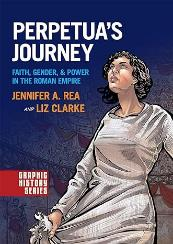 PERPETUA'S
JOURNEY
FAITH, GENDER, & POWER
IN THE ROMAN EMPIRE
JENNIFER A. REA
AND LIZ CLARKE
GRAPHIC
HISTORY
SERIES